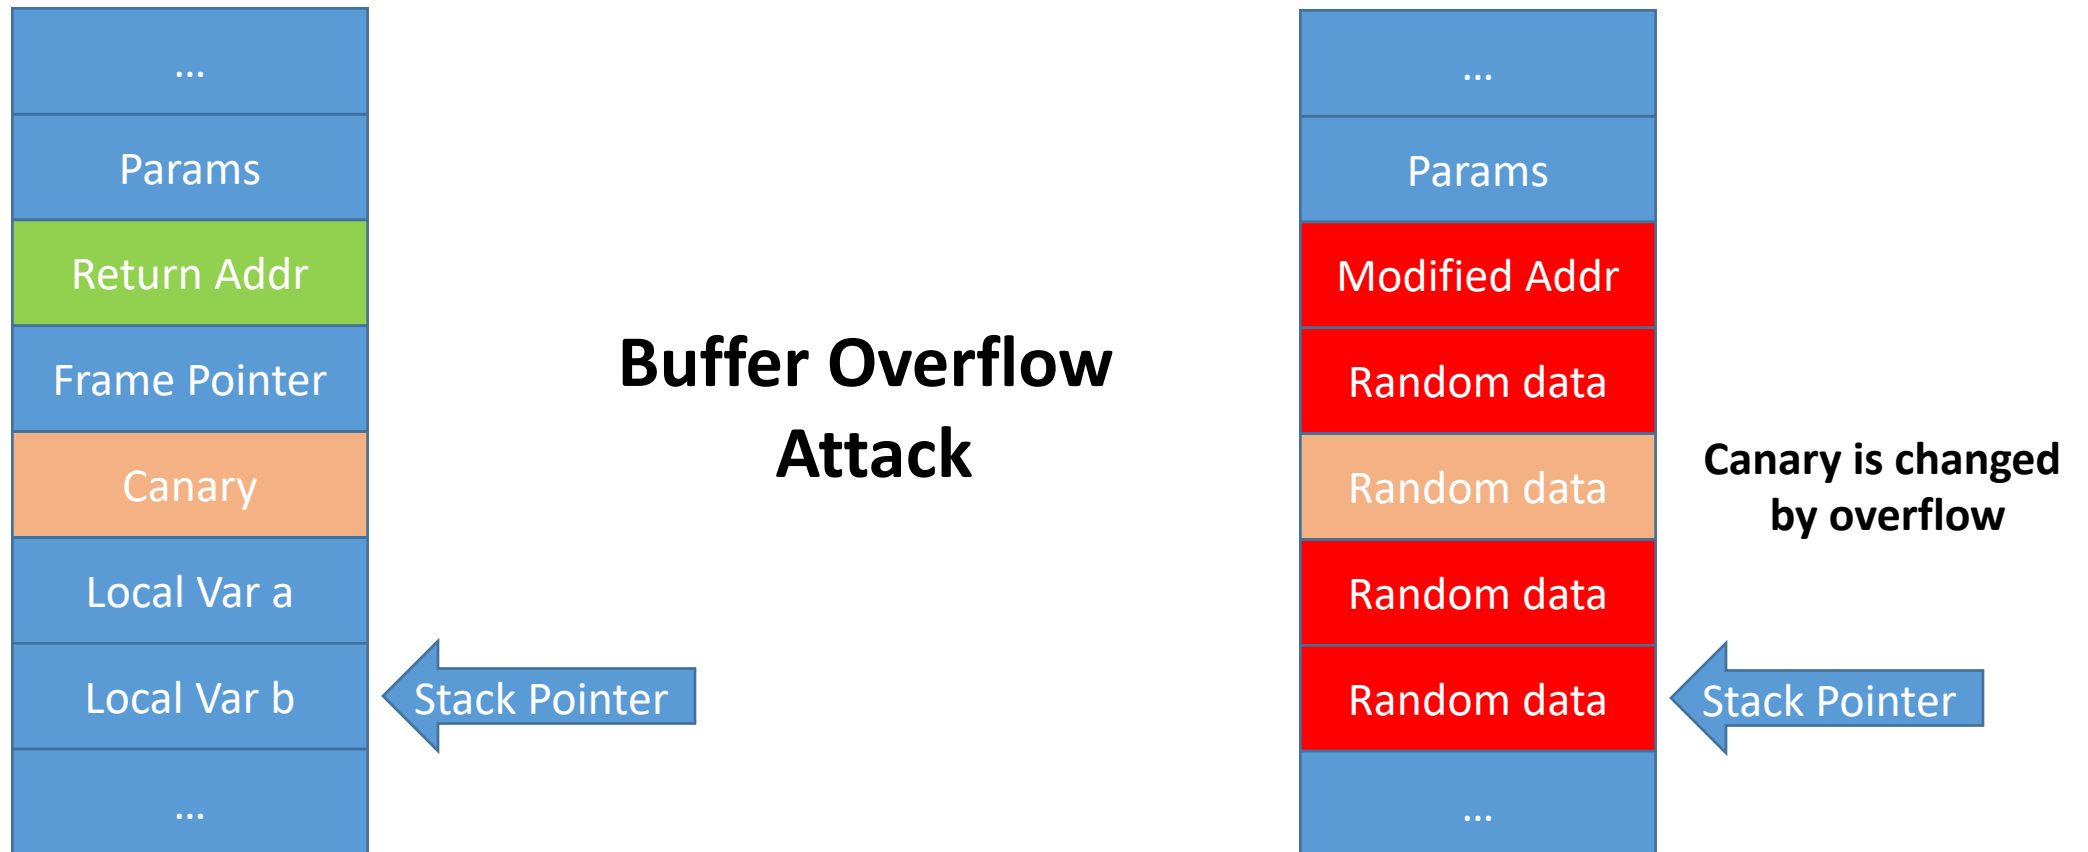 ...
Params
Return Addr
Frame Pointer
Canary
Local Var a
Local Var b
...
Stack Pointer
Buffer Overflow
Attack
...
Params
Modified Addr
Random data
Random data
Random data
Random data
...
Stack Pointer
Canary is changed
by overflow